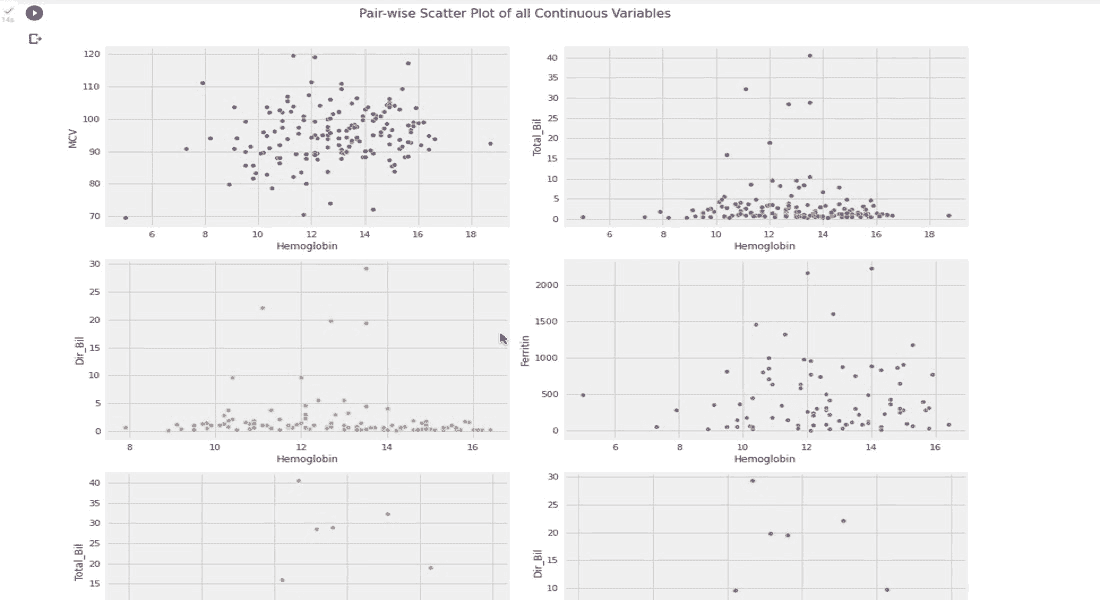 14s
Pair-wise Scatter Plot of all Continuous Variables
120
110
100
90
80
70
MCV
6 8 10 12 14 16 18
Hemoglobin
40
35
30
25
20
15
10
5
0
Total_Bil
6 8 10 12 14 16 18
Hemoglobin
30
25
20
15
10
5
0
Dir_Bil
8 10 12 14 16
Hemoglobin
2000
1500
1000
500
0
Ferritin
6 8 10 12 14 16
Hemoglobin
40
35
30
25
20
15
Total_Bil
30
20
10
Dir_Bil